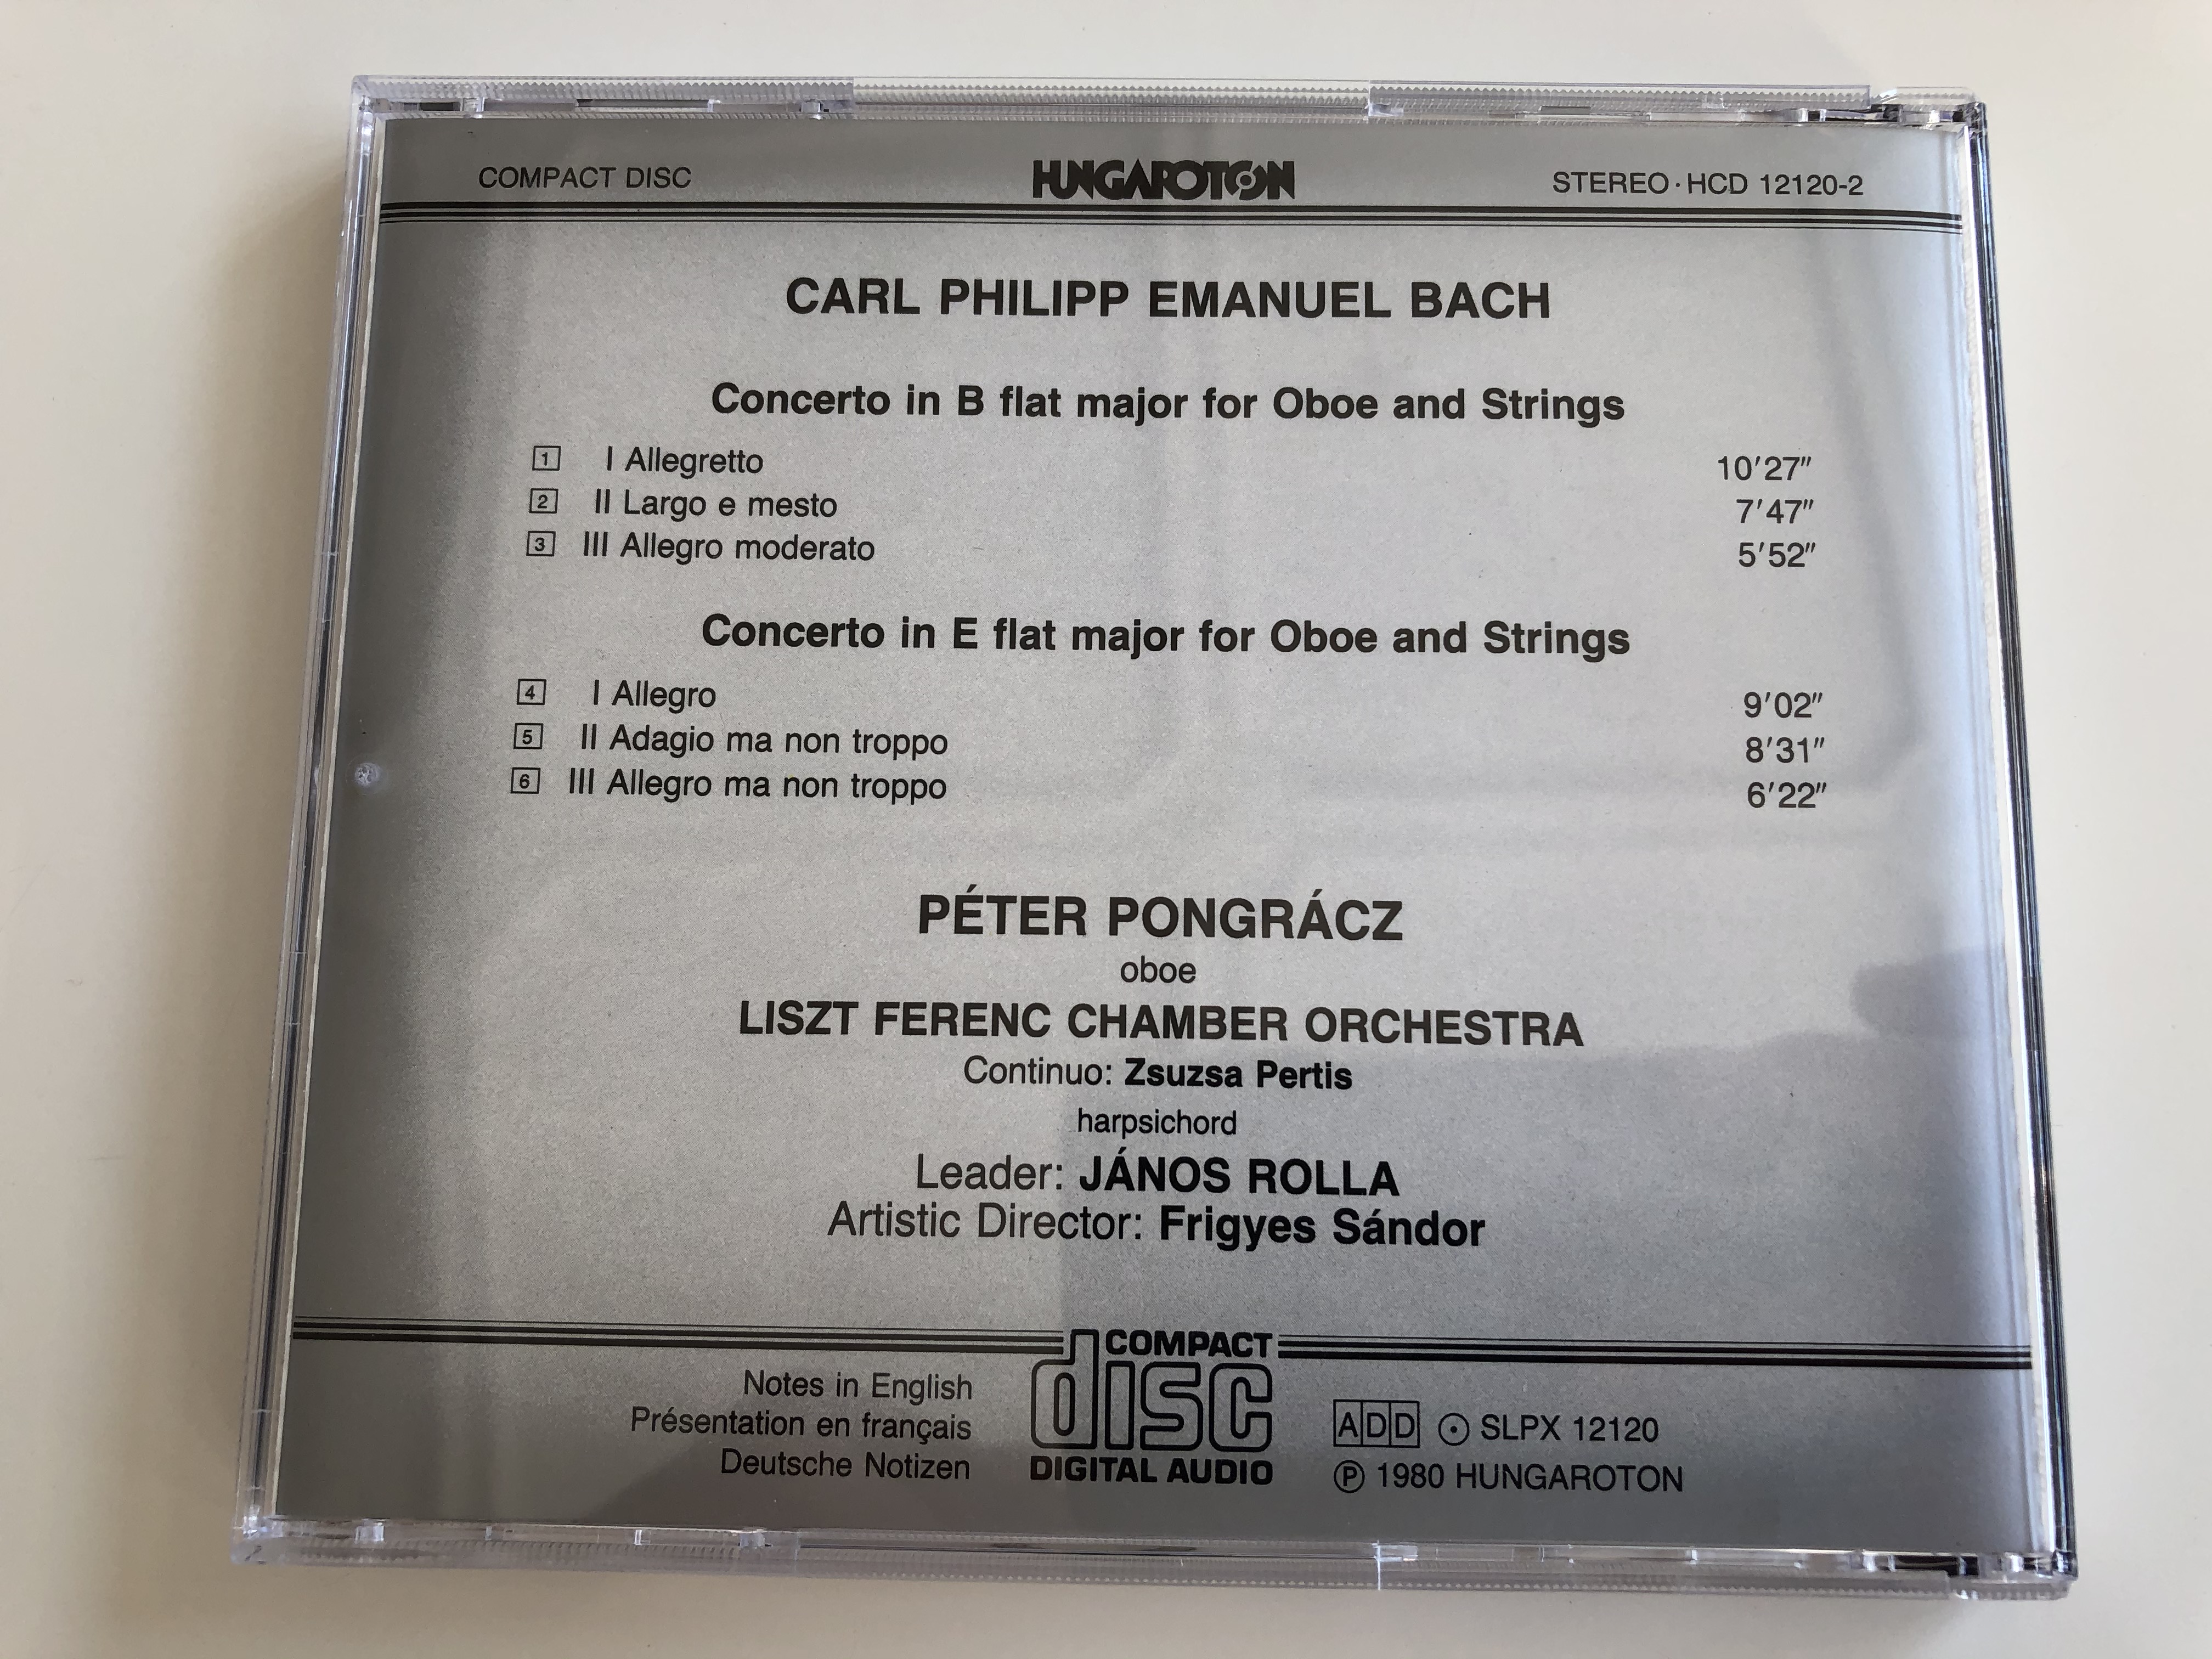 COMPACT DISC HUNGAROTON STEREO · HCD 12120-2
CARL PHILIPP EMANUEL BACH
Concerto in B flat major for Oboe and Strings
1 I Allegretto 10′27″
2 II Largo e mesto 7′47″
3 III Allegro moderato 5′52″
Concerto in E flat major for Oboe and Strings
4 I Allegro 9′02″
5 II Adagio ma non troppo 8′31″
6 III Allegro ma non troppo 6′22″
PÉTER PONGRÁCZ
oboe
LISZT FERENC CHAMBER ORCHESTRA
Continuo: Zsuzsa Pertis
harpsichord
Leader: JÁNOS ROLLA
Artistic Director: Frigyes Sándor
Notes in English
Présentation en français
Deutsche Notizen
COMPACT
disc
DIGITAL AUDIO
ADD ⊙ SLPX 12120
℗ 1980 HUNGAROTON